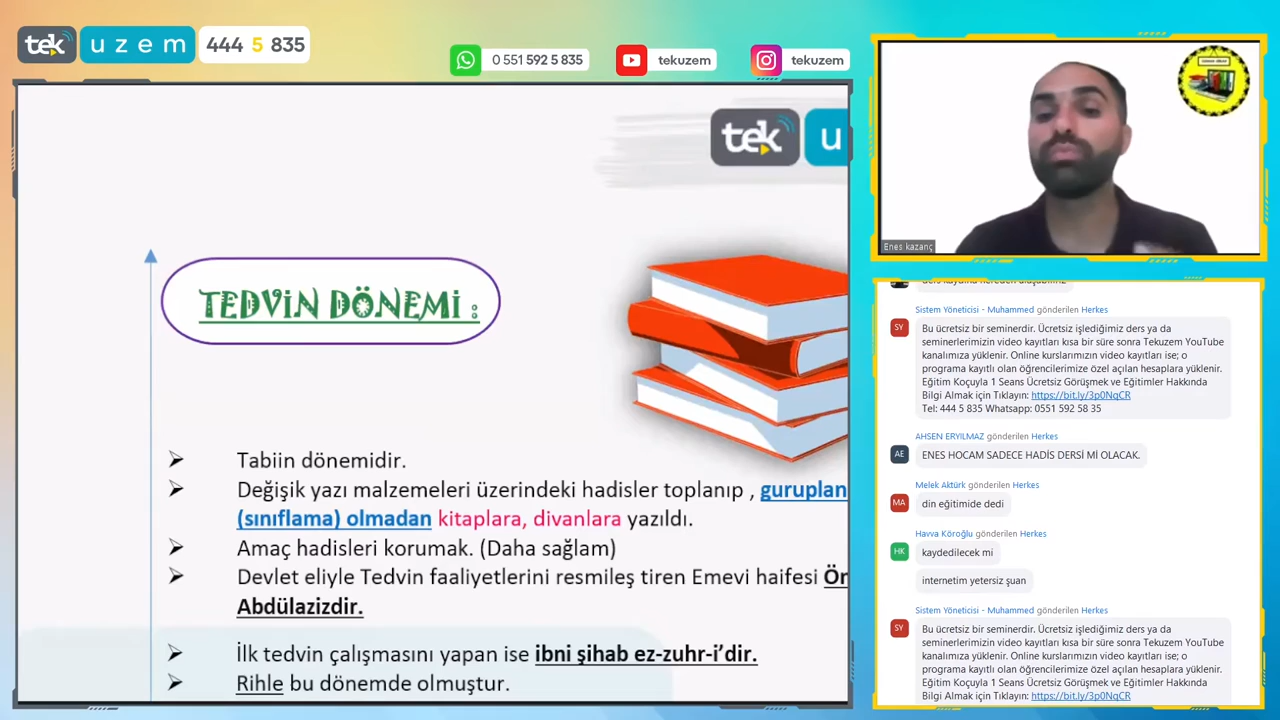 tek uzem 444 5 835
0 551 592 5 835
tekuzem
tekuzem
tek u
TEDVİN DÖNEMİ :
➢ Tabiin dönemidir.
➢ Değişik yazı malzemeleri üzerindeki hadisler toplanıp , guruplan
(sınıflama) olmadan kitaplara, divanlara yazıldı.
➢ Amaç hadisleri korumak. (Daha sağlam)
➢ Devlet eliyle Tedvin faaliyetlerini resmileş tiren Emevi haifesi Ör
Abdülazizdir.
➢ İlk tedvin çalışmasını yapan ise ibni şihab ez-zuhr-i’dir.
➢ Rihle bu dönemde olmuştur.
Enes kazanç
Sistem Yöneticisi - Muhammed gönderilen Herkes
SY
Bu ücretsiz bir seminerdir. Ücretsiz işlediğimiz ders ya da
seminerlerimizin video kayıtları kısa bir süre sonra Tekuzem YouTube
kanalımıza yüklenir. Online kurslarımızın video kayıtları ise; o
programa kayıtlı olan öğrencilerimize özel açılan hesaplara yüklenir.
Eğitim Koçuyla 1 Seans Ücretsiz Görüşmek ve Eğitimler Hakkında
Bilgi Almak için Tıklayın: https://bit.ly/3p0NqCR
Tel: 444 5 835 Whatsapp: 0551 592 58 35
AHSEN ERYILMAZ gönderilen Herkes
AE
ENES HOCAM SADECE HADİS DERSİ Mİ OLACAK.
Melek Aktürk gönderilen Herkes
MA
din eğitimide dedi
Havva Köroğlu gönderilen Herkes
HK
kaydedilecek mi
internetim yetersiz şuan
Sistem Yöneticisi - Muhammed gönderilen Herkes
SY
Bu ücretsiz bir seminerdir. Ücretsiz işlediğimiz ders ya da
seminerlerimizin video kayıtları kısa bir süre sonra Tekuzem YouTube
kanalımıza yüklenir. Online kurslarımızın video kayıtları ise; o
programa kayıtlı olan öğrencilerimize özel açılan hesaplara yüklenir.
Eğitim Koçuyla 1 Seans Ücretsiz Görüşmek ve Eğitimler Hakkında
Bilgi Almak için Tıklayın: https://bit.ly/3p0NqCR